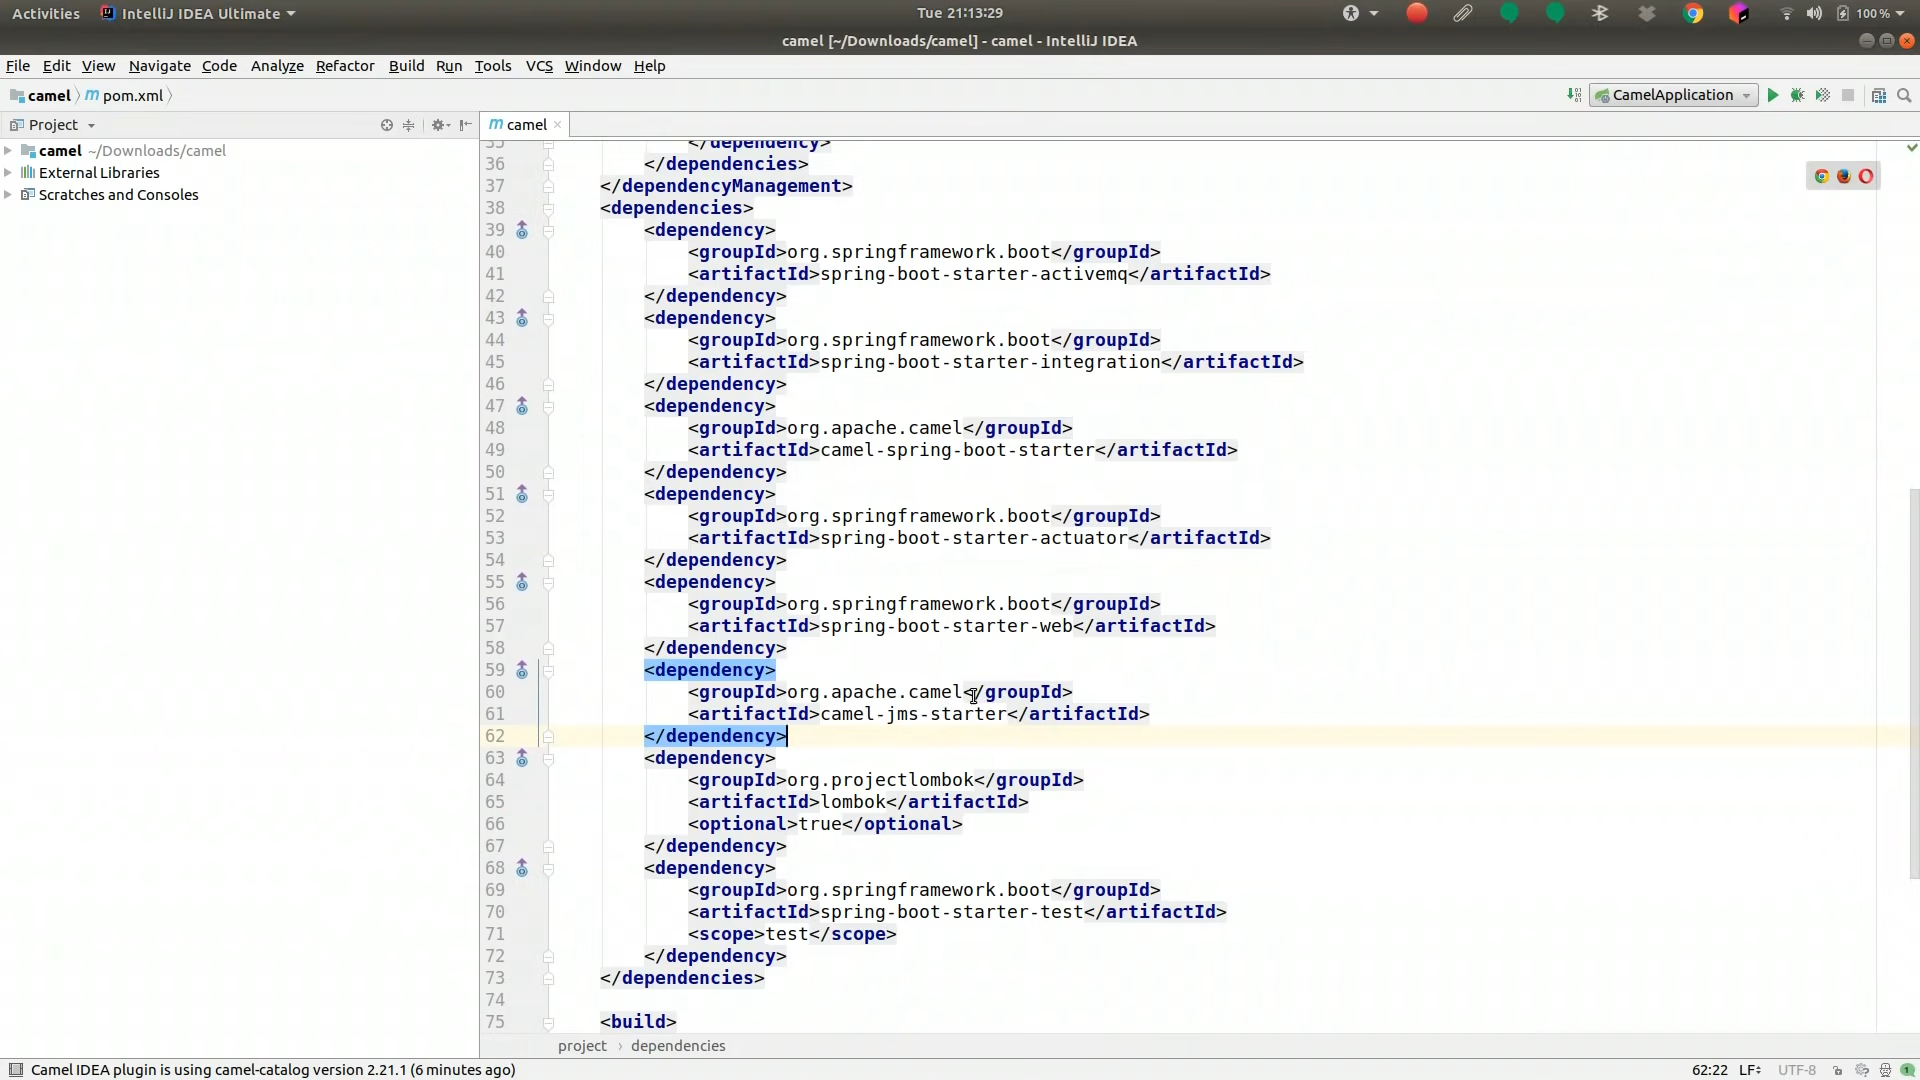 Activities IntelliJ IDEA Ultimate Tue 21:13:29 100 %
camel [~/Downloads/camel] - camel - IntelliJ IDEA
File Edit View Navigate Code Analyze Refactor Build Run Tools VCS Window Help
camel m pom.xml CamelApplication
Project m camel
camel ~/Downloads/camel
External Libraries
Scratches and Consoles
35 </dependency>
36 </dependencies>
37 </dependencyManagement>
38 <dependencies>
39 <dependency>
40 <groupId>org.springframework.boot</groupId>
41 <artifactId>spring-boot-starter-activemq</artifactId>
42 </dependency>
43 <dependency>
44 <groupId>org.springframework.boot</groupId>
45 <artifactId>spring-boot-starter-integration</artifactId>
46 </dependency>
47 <dependency>
48 <groupId>org.apache.camel</groupId>
49 <artifactId>camel-spring-boot-starter</artifactId>
50 </dependency>
51 <dependency>
52 <groupId>org.springframework.boot</groupId>
53 <artifactId>spring-boot-starter-actuator</artifactId>
54 </dependency>
55 <dependency>
56 <groupId>org.springframework.boot</groupId>
57 <artifactId>spring-boot-starter-web</artifactId>
58 </dependency>
59 <dependency>
60 <groupId>org.apache.camel</groupId>
61 <artifactId>camel-jms-starter</artifactId>
62 </dependency>
63 <dependency>
64 <groupId>org.projectlombok</groupId>
65 <artifactId>lombok</artifactId>
66 <optional>true</optional>
67 </dependency>
68 <dependency>
69 <groupId>org.springframework.boot</groupId>
70 <artifactId>spring-boot-starter-test</artifactId>
71 <scope>test</scope>
72 </dependency>
73 </dependencies>
74
75 <build>
project › dependencies
Camel IDEA plugin is using camel-catalog version 2.21.1 (6 minutes ago) 62:22 LF÷ UTF-8 1